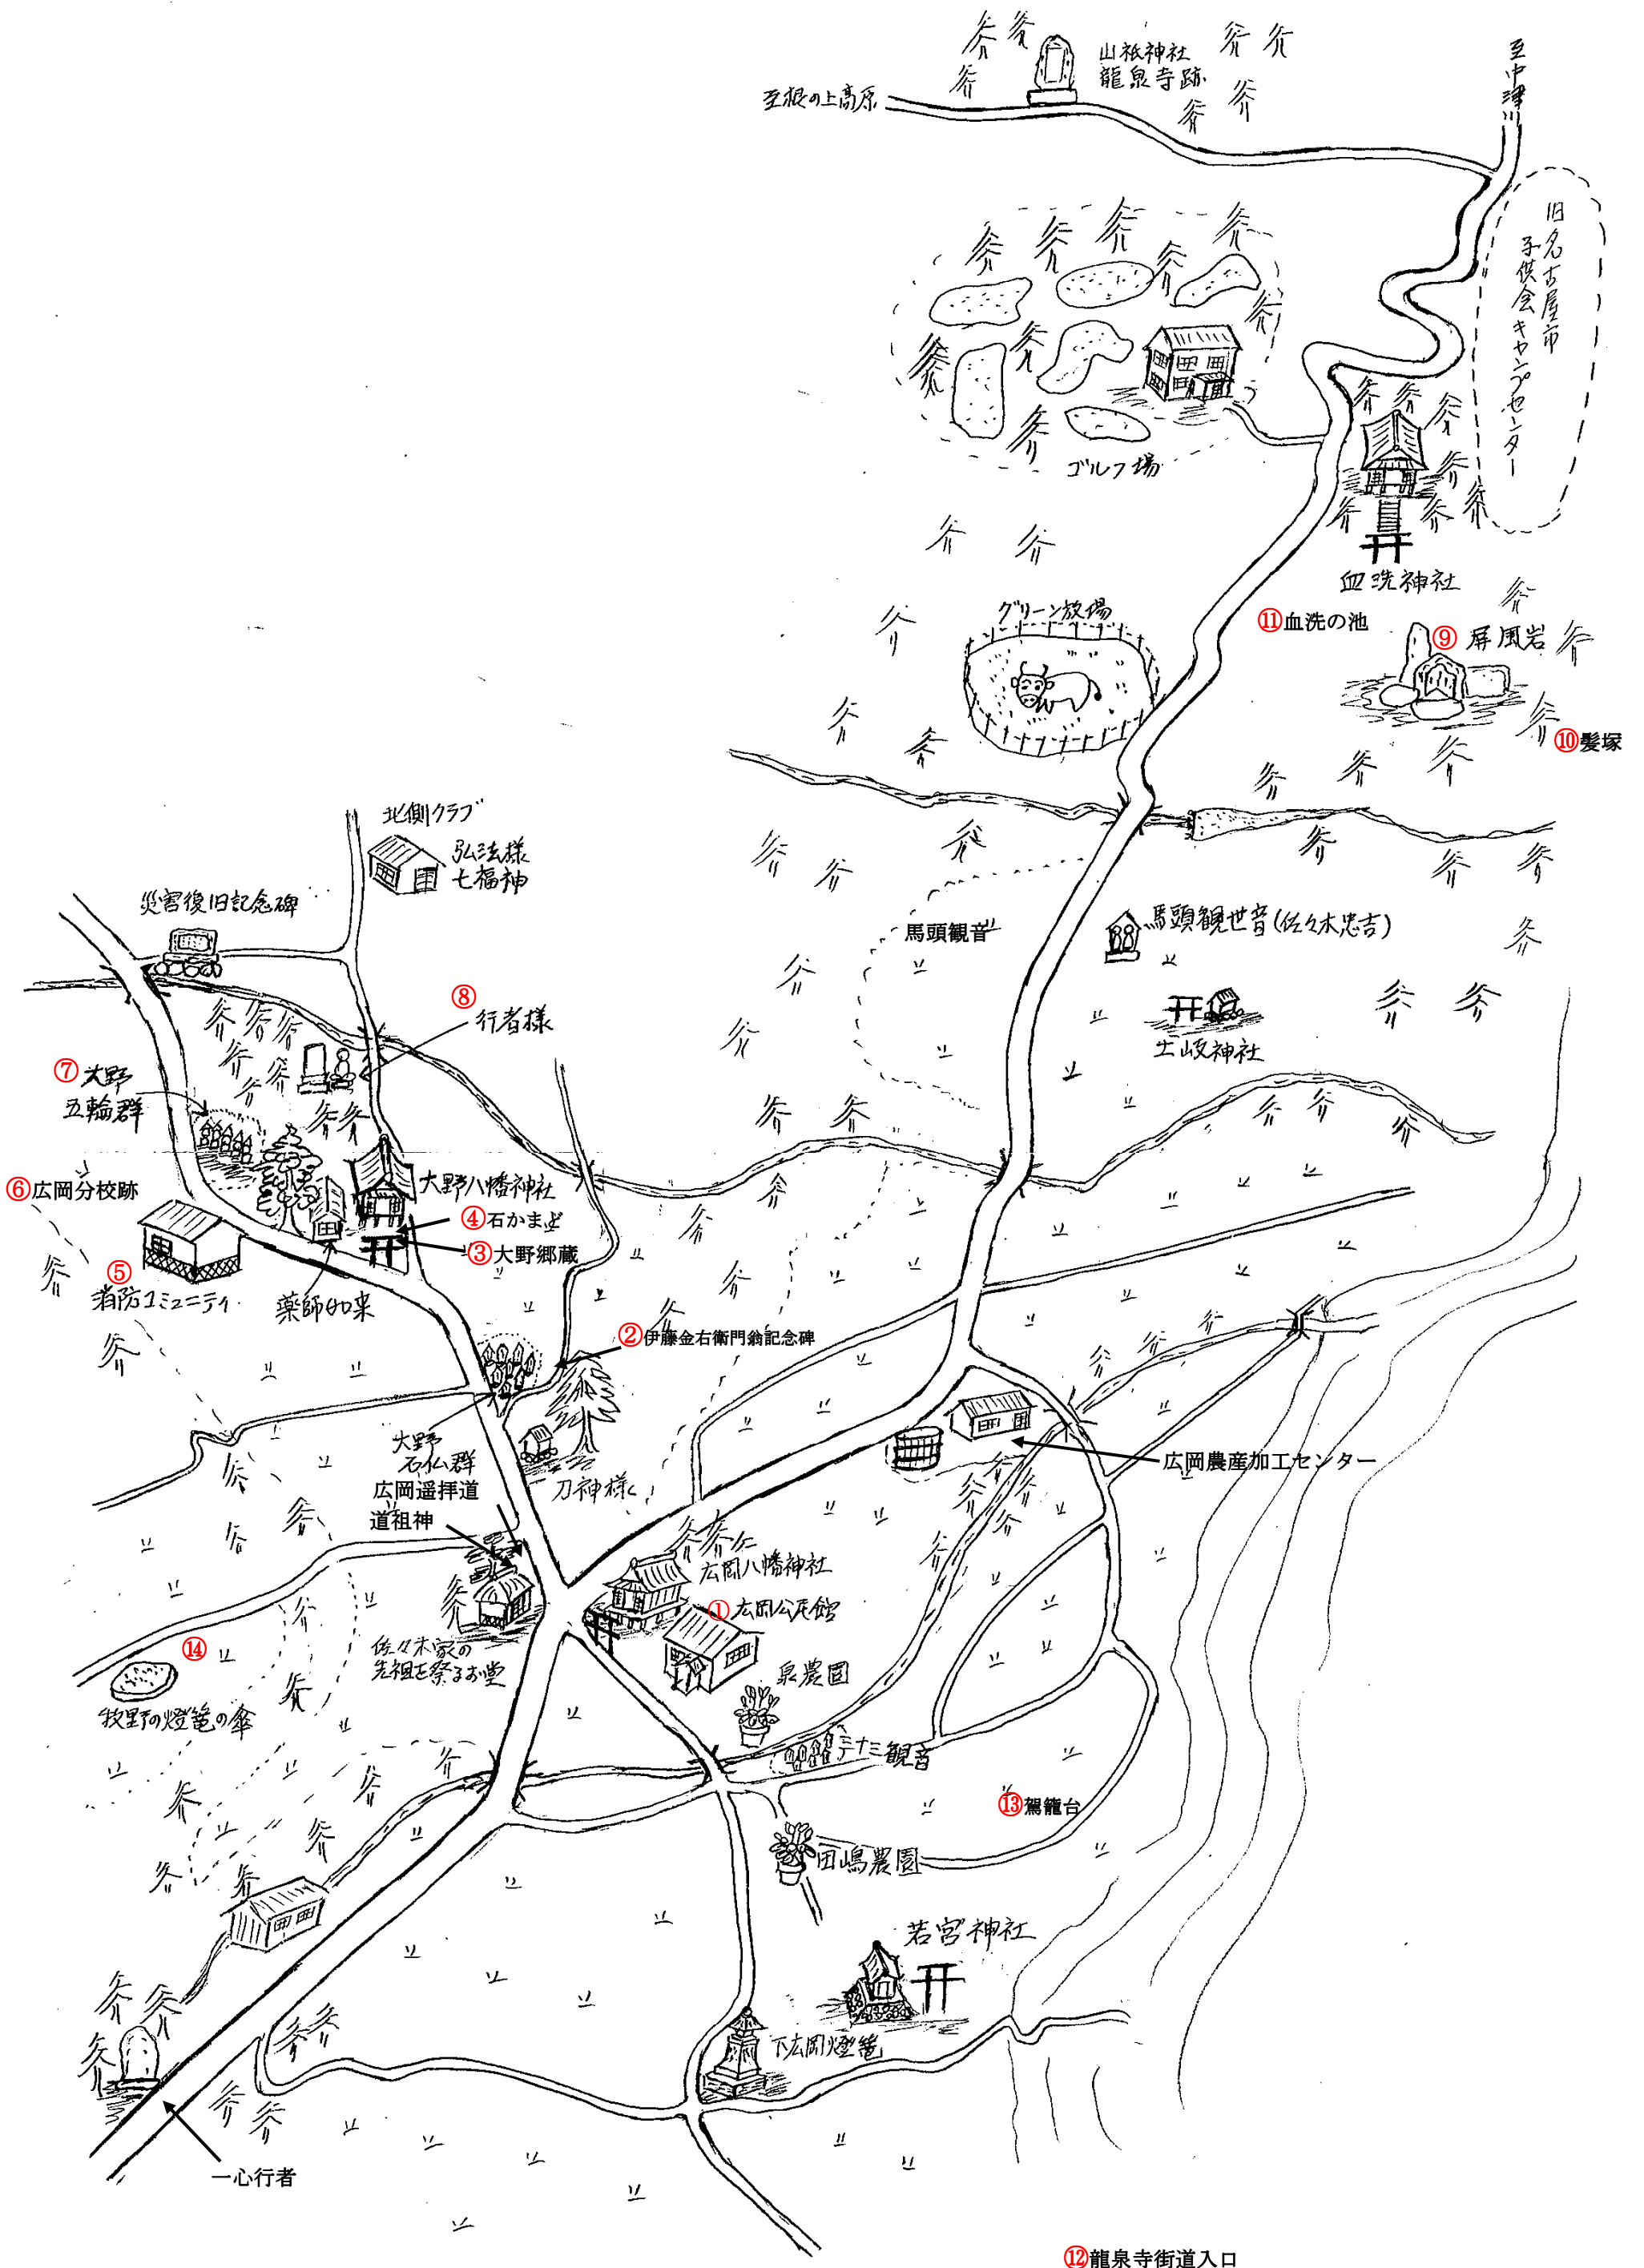 山祇神社
龍泉寺跡
至根の上高原
至中津川
旧名古屋市
子供会キャンプセンター
ゴルフ場
血洗神社
⑪血洗の池
⑨ 屏風岩
グリーン放場
⑩髪塚
北側クラブ
弘法様
七福神
災害復旧記念碑
馬頭観音
馬頭観世音(佐々木忠吉)
⑧
行者様
土岐神社
⑦大野
五輪群
⑥広岡分校跡
大野八幡神社
④石かまど
③大野郷蔵
⑤
消防コミュニティ
薬師如来
②伊藤金右衛門翁記念碑
大野
石仏群
広岡遥拝道
道祖神
刀神様
広岡農産加工センター
広岡八幡神社
①広岡公民館
佐々木家の
先祖を祭るお堂
泉農園
⑭
牧野の燈篭の傘
三十三観音
⑬駕籠台
田嶋農園
若宮神社
下広岡燈篭
一心行者
⑫龍泉寺街道入口